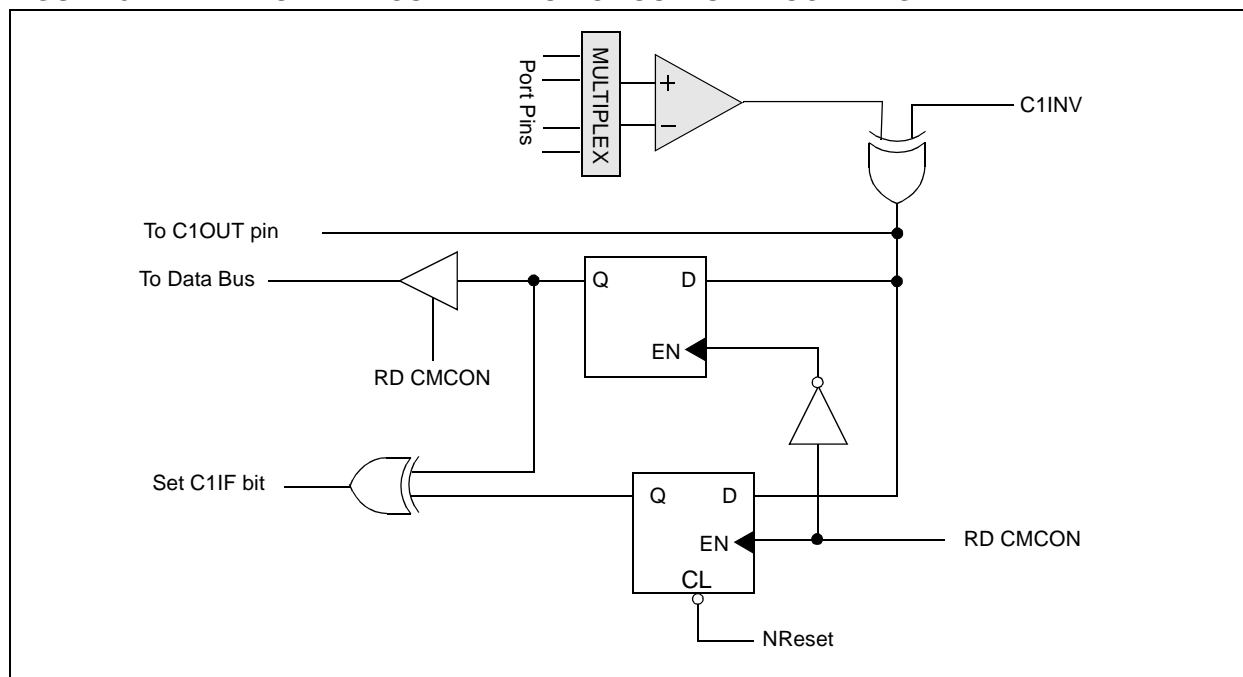 MULTIPLEX
Port Pins
+
−
C1INV
To C1OUT pin
To Data Bus
Q D
EN
RD CMCON
Set C1IF bit
Q D
EN
RD CMCON
CL
NReset